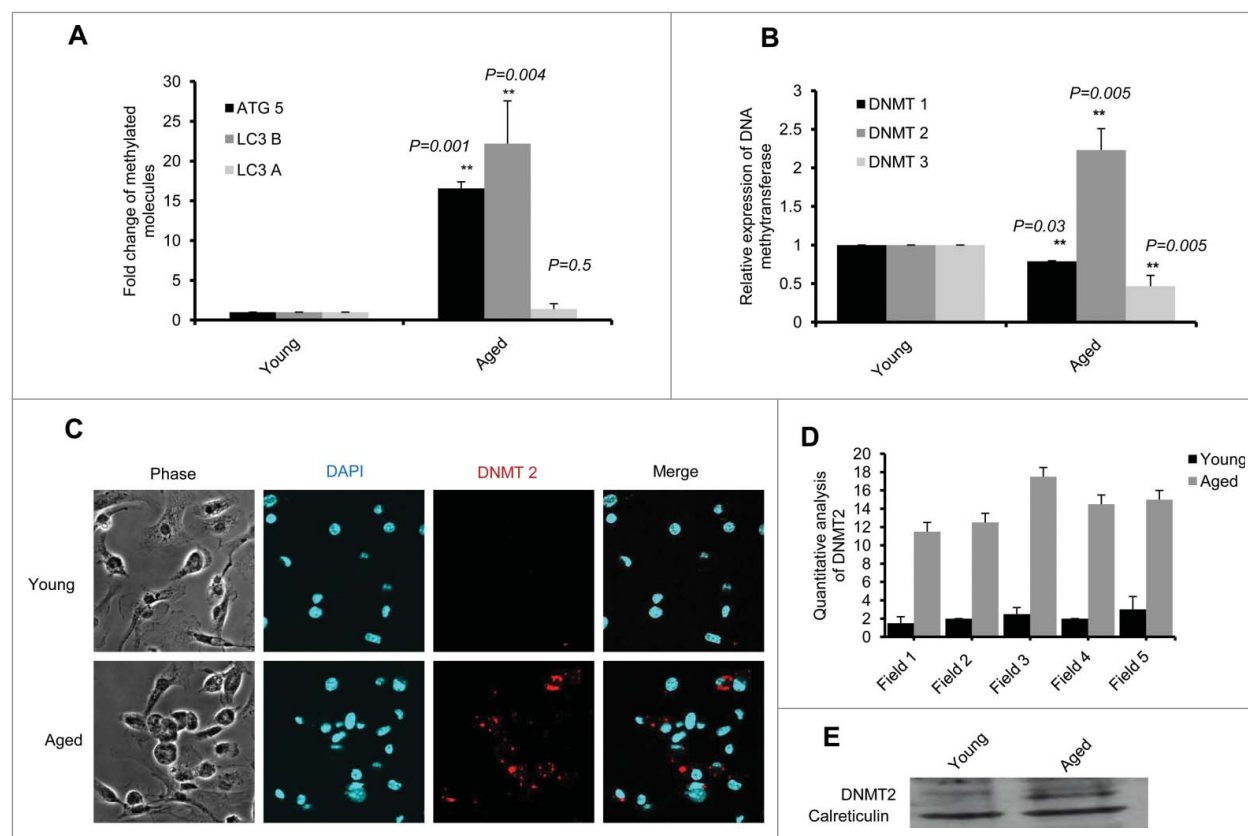 A
Fold change of methylated
molecules
30
25
20
15
10
5
0
ATG 5
LC3 B
LC3 A
P=0.001
**
P=0.004
**
P=0.5
Young
Aged
B
Relative expression of DNA
methytransferase
3
2.5
2
1.5
1
0.5
0
DNMT 1
DNMT 2
DNMT 3
P=0.03
**
P=0.005
**
P=0.005
**
Young
Aged
C
Phase
DAPI
DNMT 2
Merge
Young
Aged
D
Quantitative analysis
of DNMT2
20
18
16
14
12
10
8
6
4
2
0
Young
Aged
Field 1
Field 2
Field 3
Field 4
Field 5
E
Young
Aged
DNMT2
Calreticulin